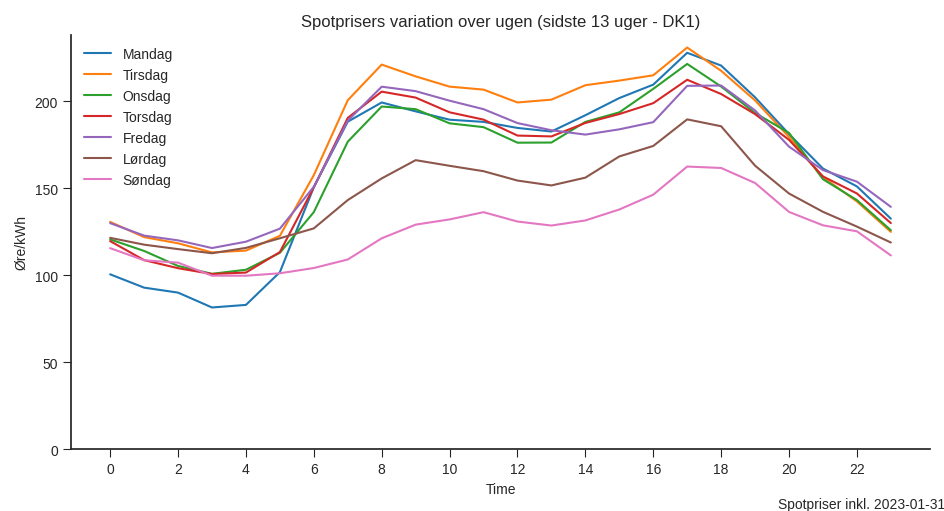 Spotprisers variation over ugen (sidste 13 uger - DK1)
Mandag
Tirsdag
Onsdag
Torsdag
Fredag
Lørdag
Søndag
Øre/kWh
200
150
100
50
0
0 2 4 6 8 10 12 14 16 18 20 22
Time
Spotpriser inkl. 2023-01-31